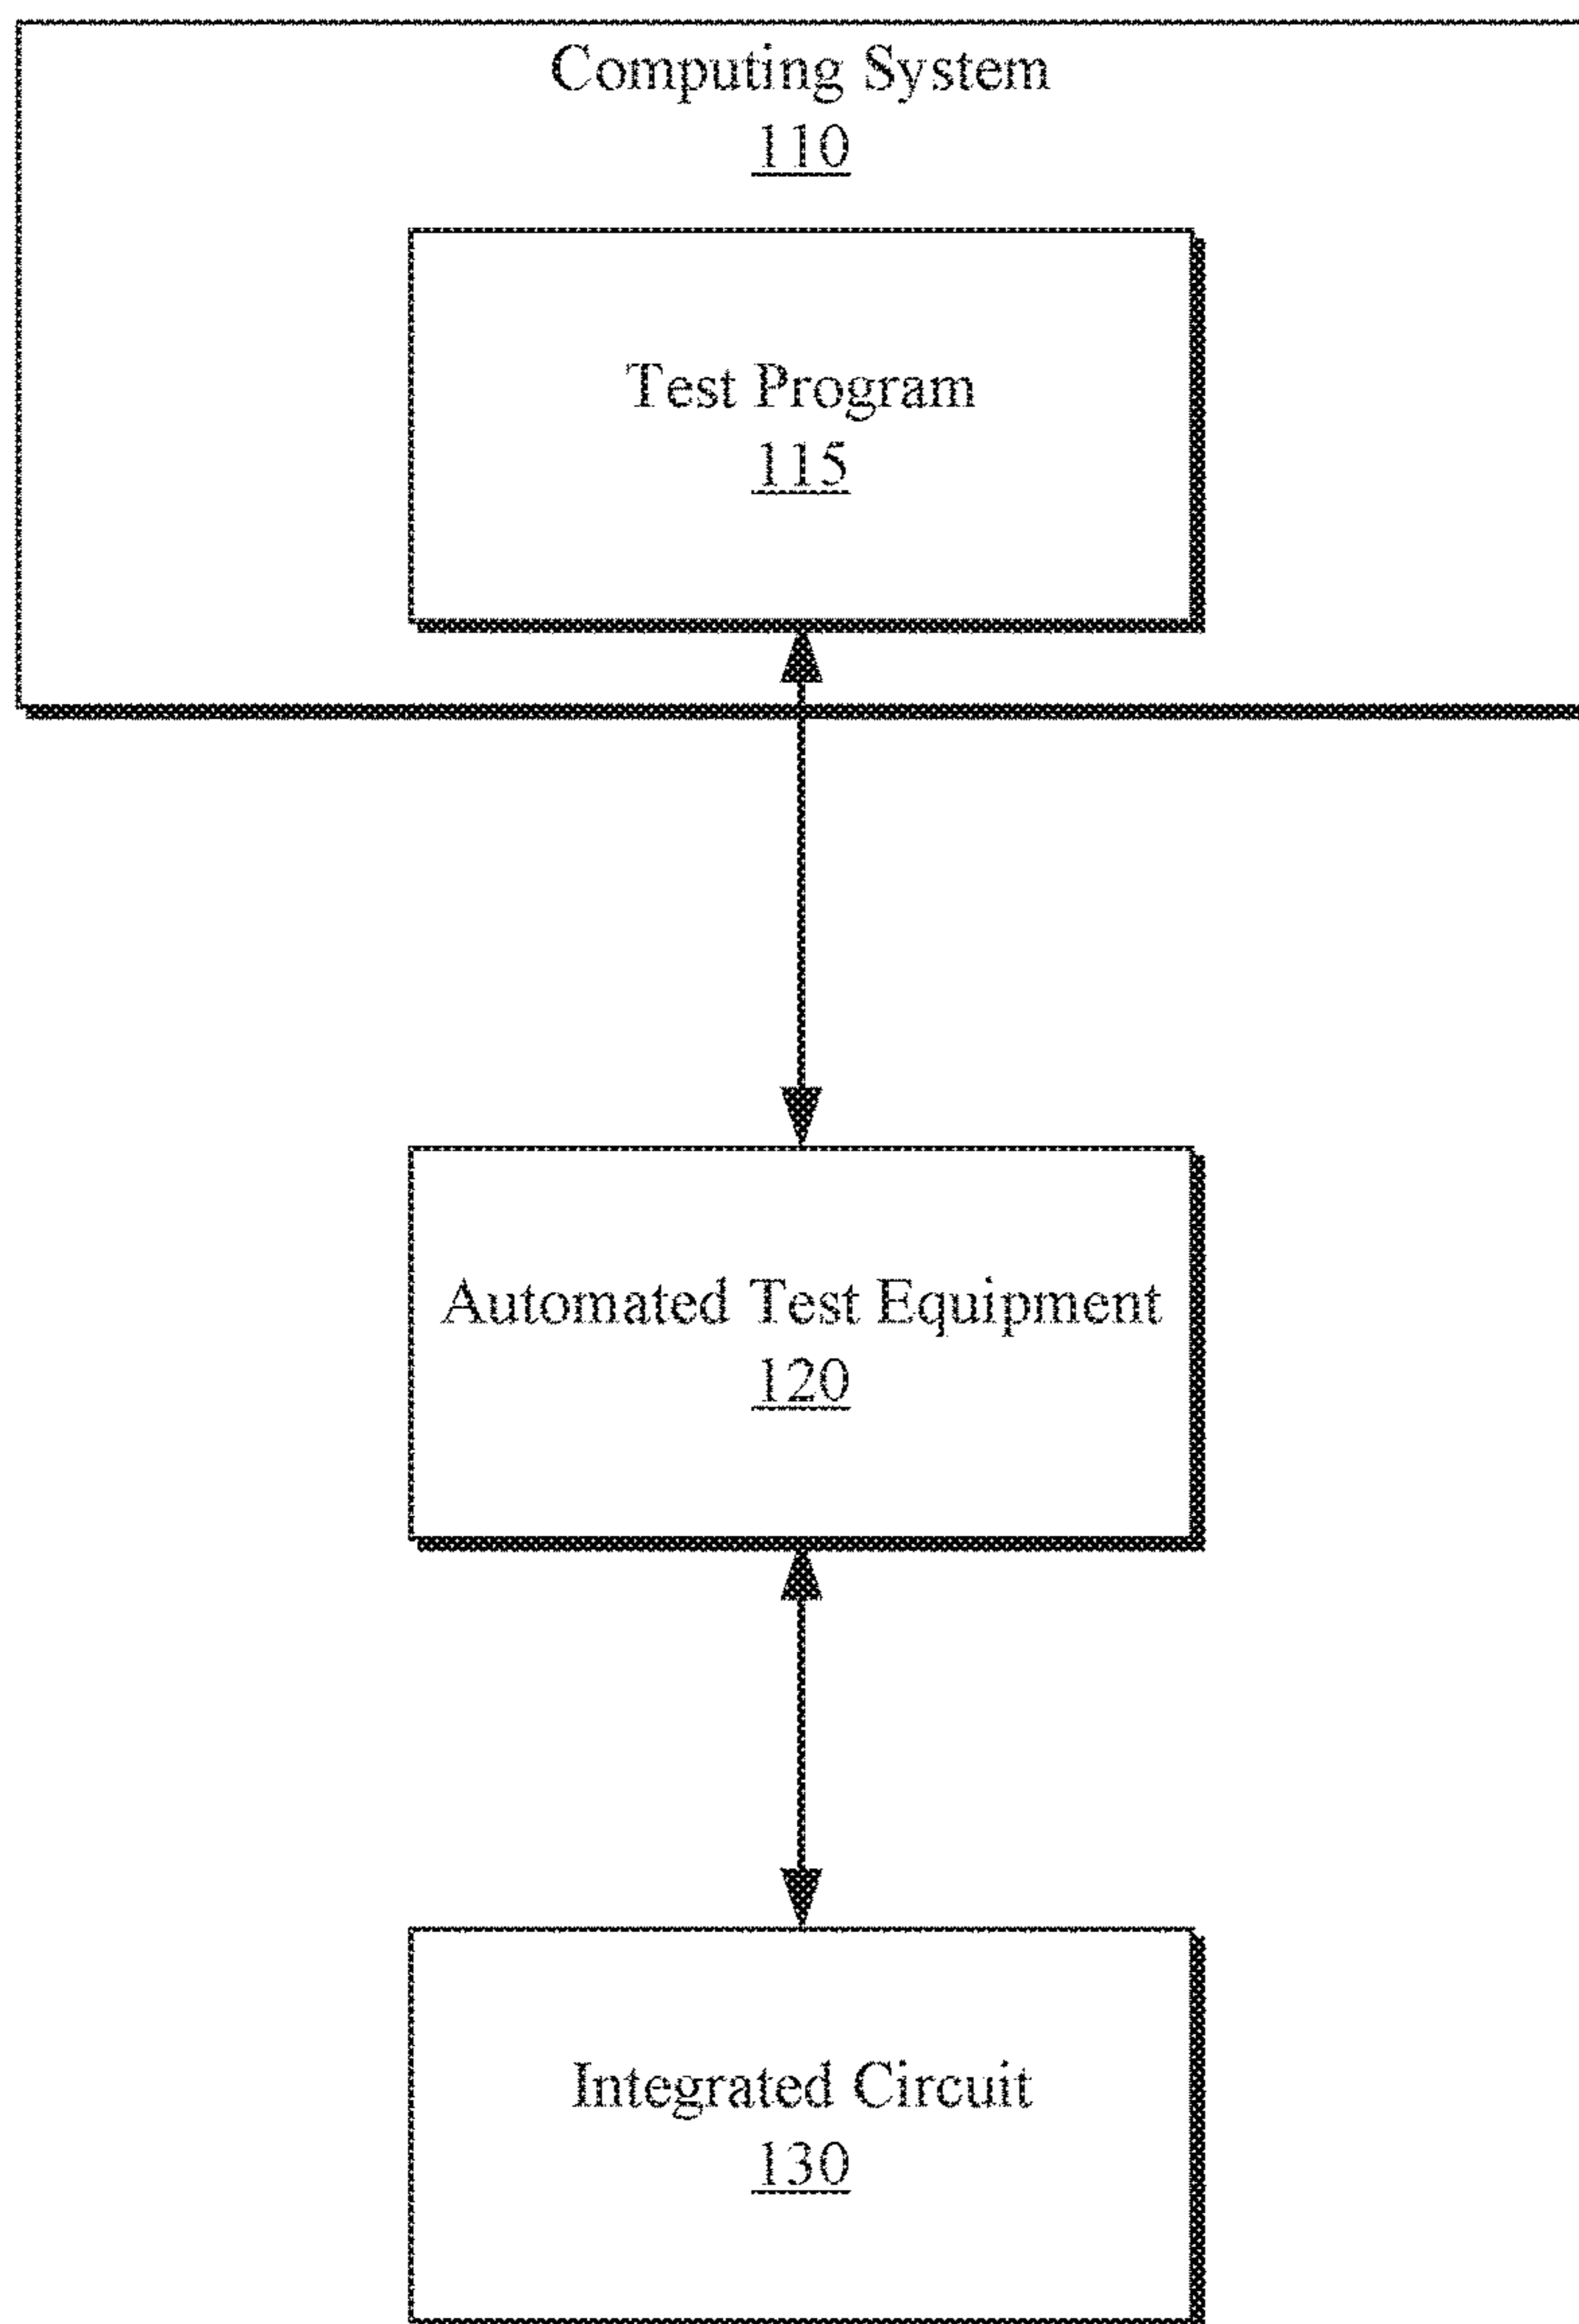 Computing System
110
Test Program
115
Automated Test Equipment
120
Integrated Circuit
130